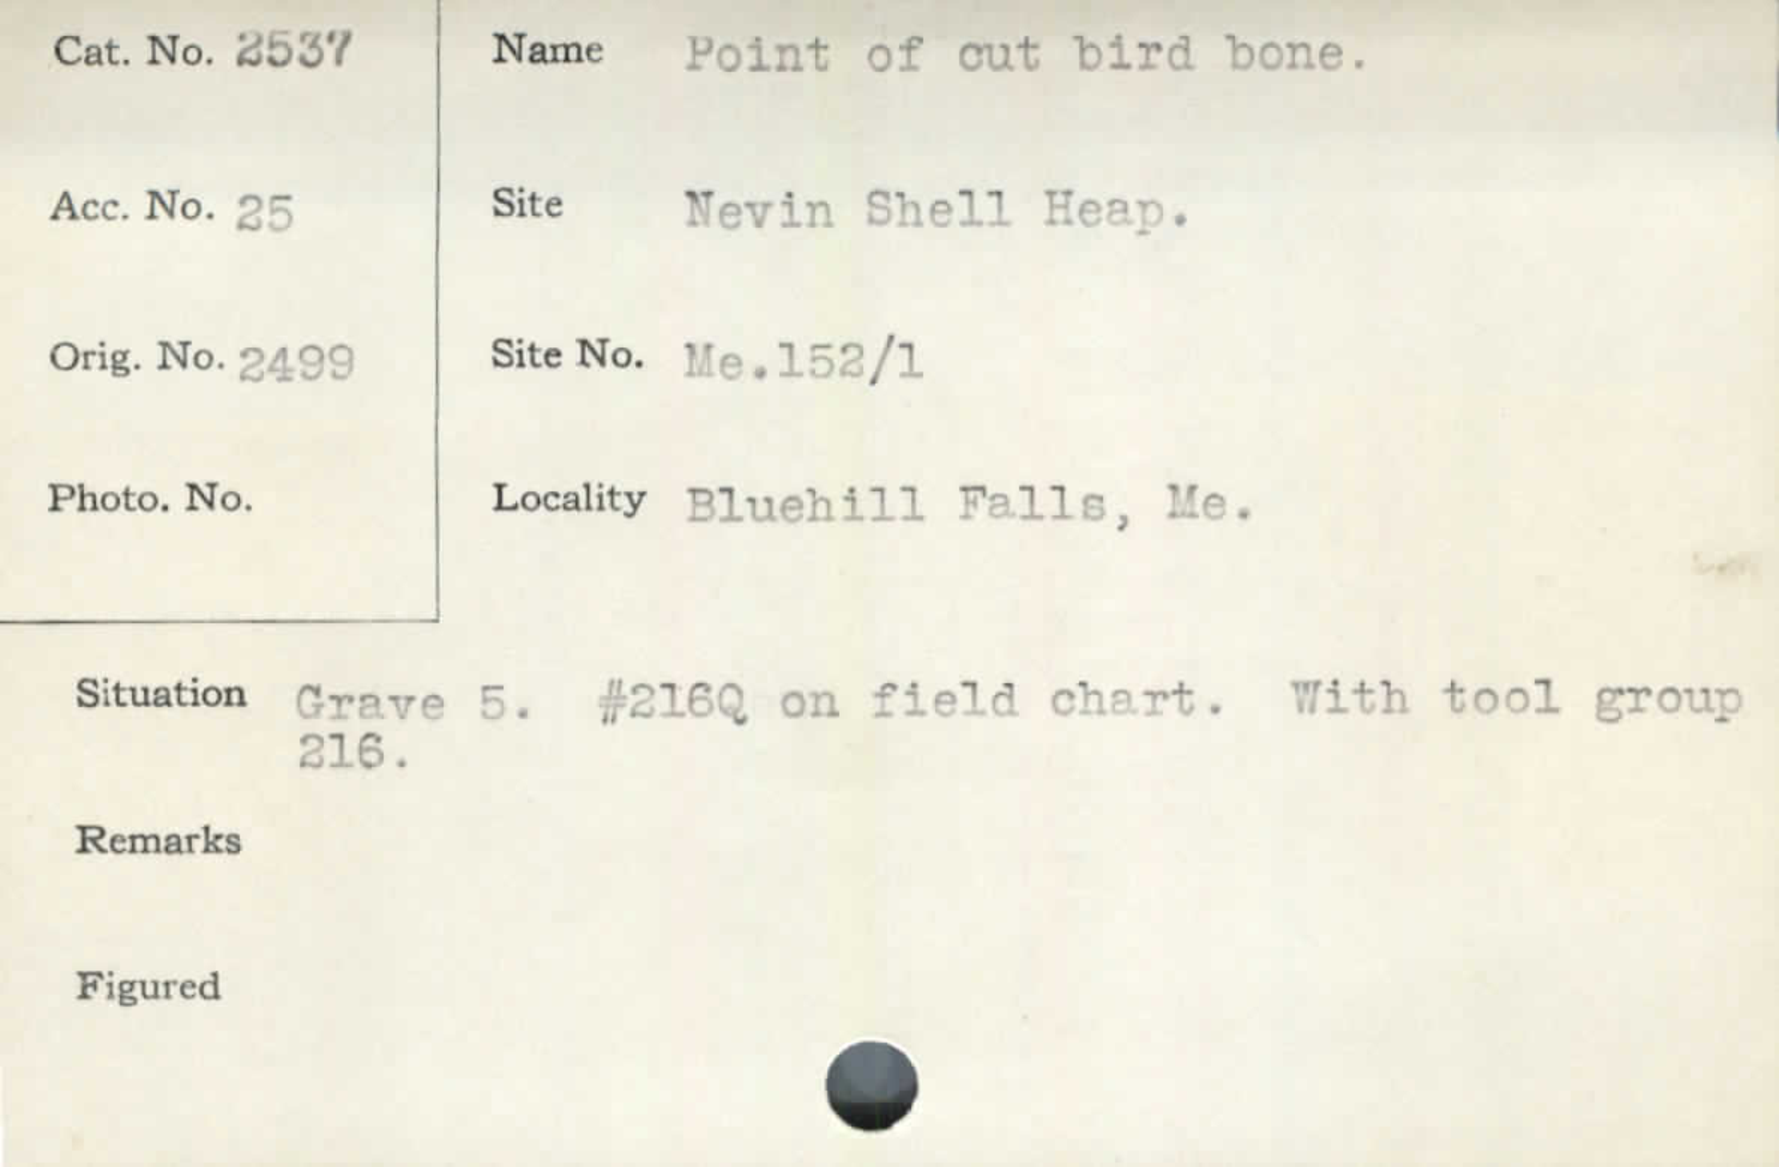 Cat. No. 2537
Name Point of cut bird bone.
Acc. No. 25
Site Nevin Shell Heap.
Orig. No. 2499
Site No. Me.152/1
Photo. No.
Locality Bluehill Falls, Me.
Situation Grave 5. #216Q on field chart. With tool group
216.
Remarks
Figured